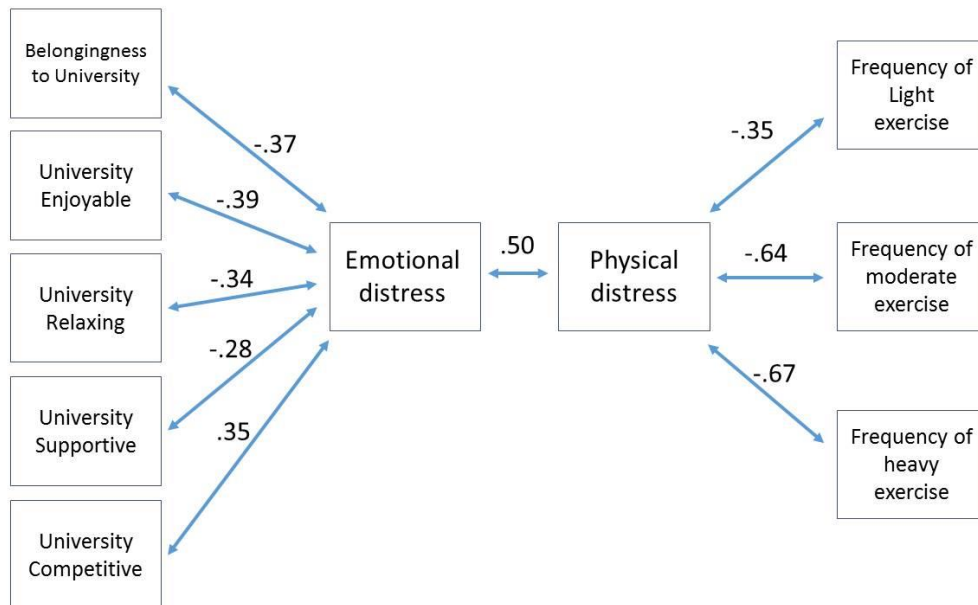 Belongingness
to University
University
Enjoyable
University
Relaxing
University
Supportive
University
Competitive
-.37
-.39
-.34
-.28
.35
Emotional
distress
.50
Physical
distress
-.35
-.64
-.67
Frequency of
Light
exercise
Frequency of
moderate
exercise
Frequency of
heavy
exercise